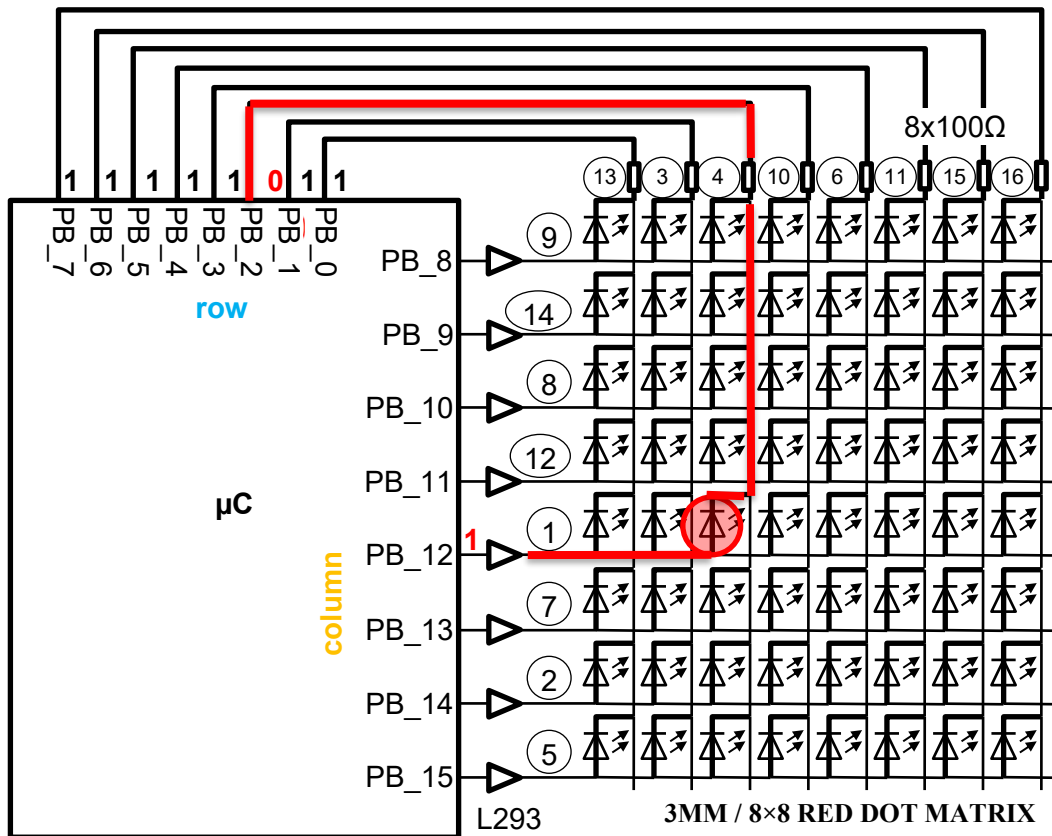 8x100Ω
1 1 1 1 1 0 1 1
13 3 4 10 6 11 15 16
PB_7 PB_6 PB_5 PB_4 PB_3 PB_2 PB_1 PB_0
row
PB_8 9
PB_9 14
PB_10 8
PB_11 12
µC
PB_12 1 1
column
PB_13 7
PB_14 2
PB_15 5
L293
3MM / 8×8 RED DOT MATRIX